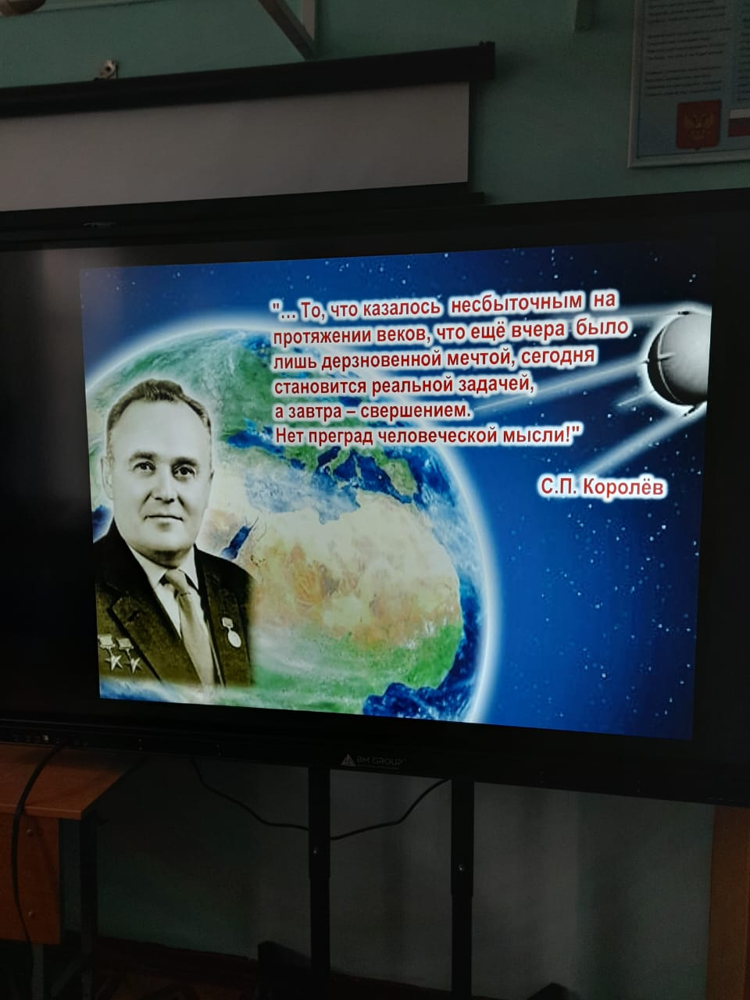 "... То, что казалось несбыточным на
протяжении веков, что ещё вчера было
лишь дерзновенной мечтой, сегодня
становится реальной задачей,
а завтра – свершением.
Нет преград человеческой мысли!"
С.П. Королёв
BM GROUP